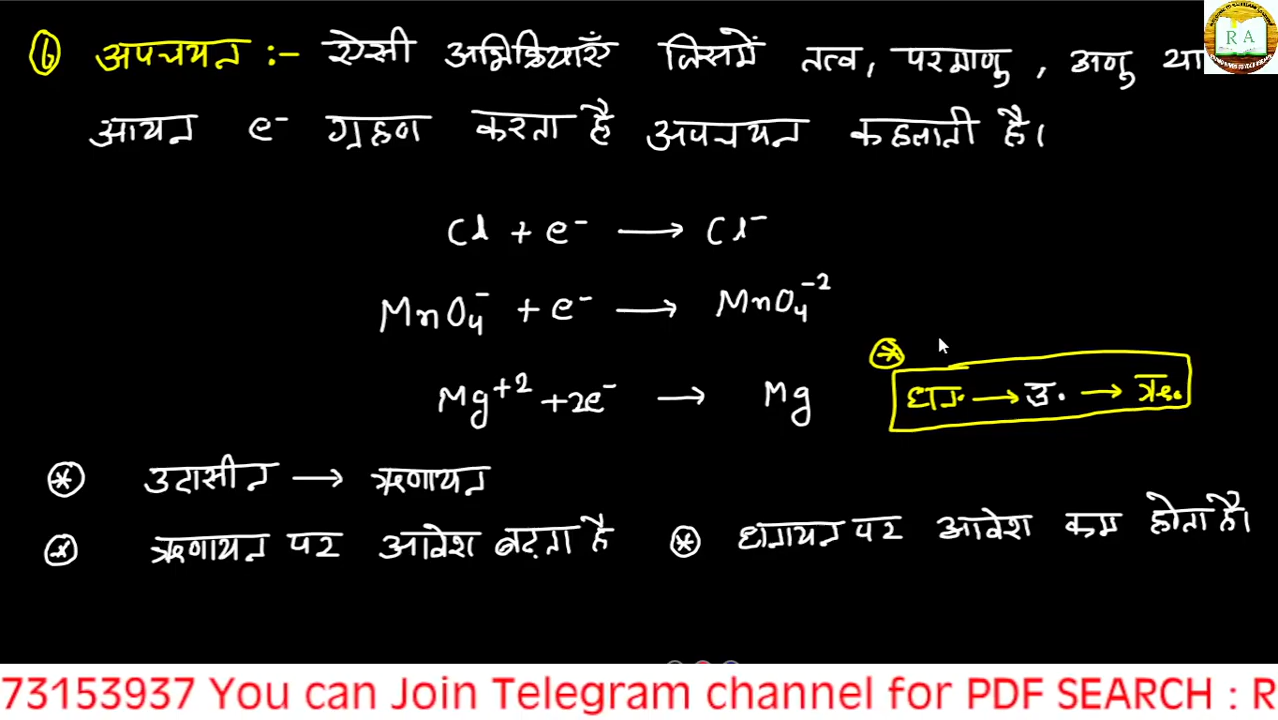 ⑥ अपचयन :- ऐसी अभिक्रियाएँ जिसमें तत्व, परमाणु, अणु या
आयन e⁻ ग्रहण करता है अपचयन कहलाती है।
Cl + e⁻ ⟶ Cl⁻
MnO₄⁻ + e⁻ ⟶ MnO₄⁻²
Mg⁺² + 2e⁻ ⟶ Mg
⊛ धन. ⟶ उ. ⟶ ऋण.
⊛ उदासीन ⟶ ऋणायन
⊛ ऋणायन पर आवेश बढ़ता है ⊛ धनायन पर आवेश कम होता है।
R A
73153937 You can Join Telegram channel for PDF SEARCH : R